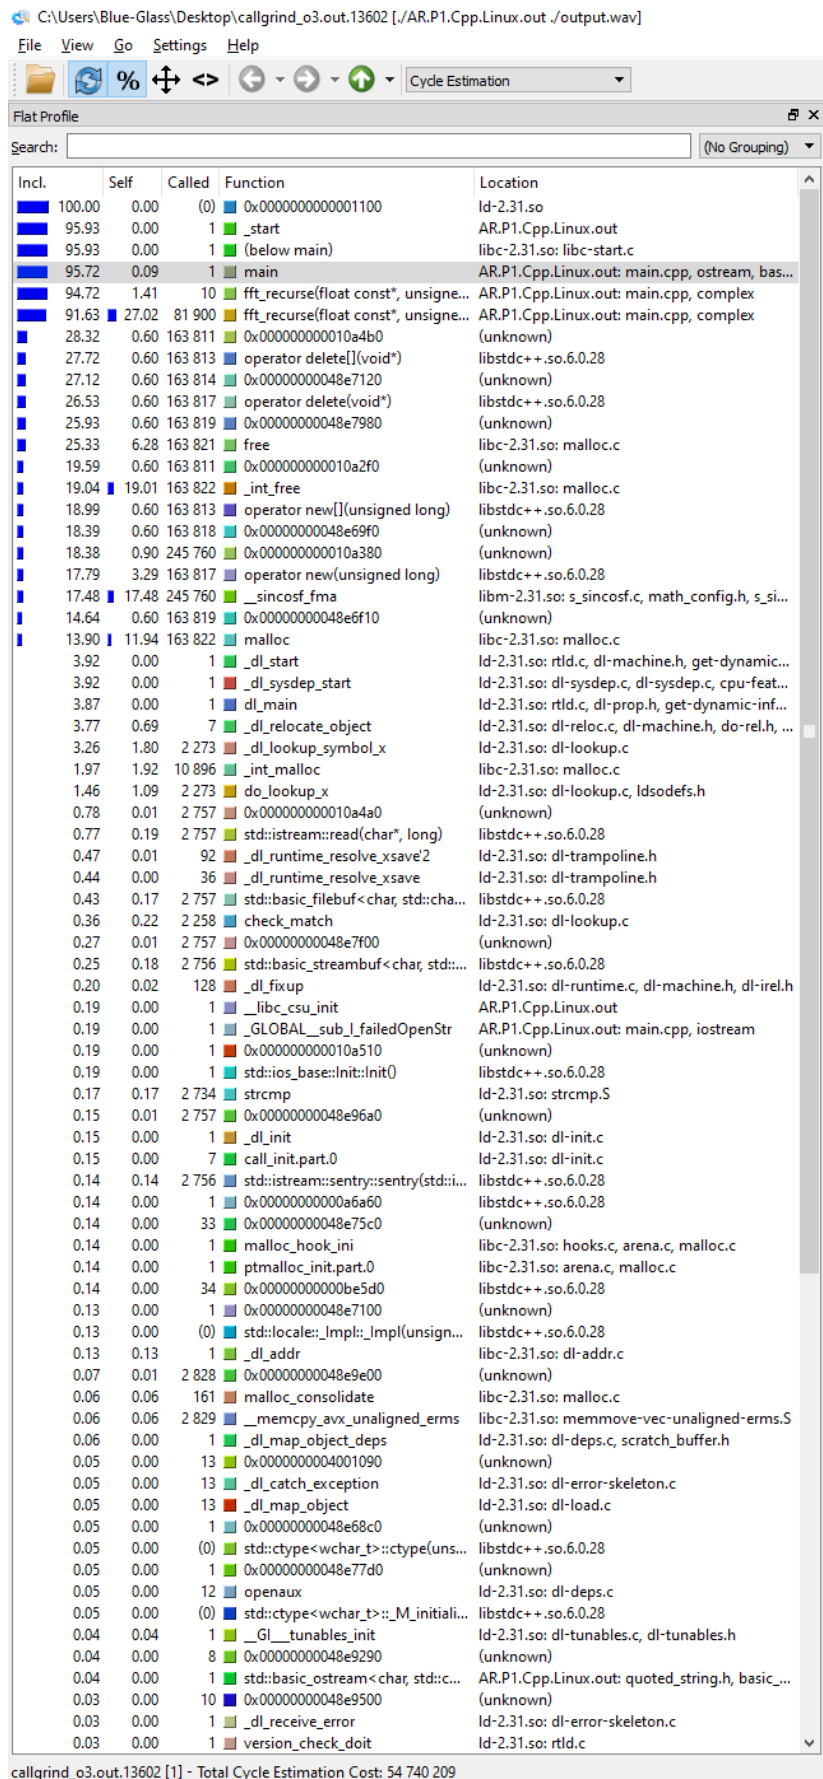 C:\Users\Blue-Glass\Desktop\callgrind_o3.out.13602 [./AR.P1.Cpp.Linux.out ./output.wav]
File View Go Settings Help
% <> Cycle Estimation
Flat Profile
Search: (No Grouping)
Incl. Self Called Function Location
100.00 0.00 (0) 0x0000000000001100 ld-2.31.so
95.93 0.00 1 _start AR.P1.Cpp.Linux.out
95.93 0.00 1 (below main) libc-2.31.so: libc-start.c
95.72 0.09 1 main AR.P1.Cpp.Linux.out: main.cpp, ostream, bas...
94.72 1.41 10 fft_recurse(float const*, unsigne... AR.P1.Cpp.Linux.out: main.cpp, complex
91.63 27.02 81 900 fft_recurse(float const*, unsigne... AR.P1.Cpp.Linux.out: main.cpp, complex
28.32 0.60 163 811 0x000000000010a4b0 (unknown)
27.72 0.60 163 813 operator delete[](void*) libstdc++.so.6.0.28
27.12 0.60 163 814 0x00000000048e7120 (unknown)
26.53 0.60 163 817 operator delete(void*) libstdc++.so.6.0.28
25.93 0.60 163 819 0x00000000048e7980 (unknown)
25.33 6.28 163 821 free libc-2.31.so: malloc.c
19.59 0.60 163 811 0x000000000010a2f0 (unknown)
19.04 19.01 163 822 _int_free libc-2.31.so: malloc.c
18.99 0.60 163 813 operator new[](unsigned long) libstdc++.so.6.0.28
18.39 0.60 163 818 0x00000000048e69f0 (unknown)
18.38 0.90 245 760 0x000000000010a380 (unknown)
17.79 3.29 163 817 operator new(unsigned long) libstdc++.so.6.0.28
17.48 17.48 245 760 __sincosf_fma libm-2.31.so: s_sincosf.c, math_config.h, s_si...
14.64 0.60 163 819 0x00000000048e6f10 (unknown)
13.90 11.94 163 822 malloc libc-2.31.so: malloc.c
3.92 0.00 1 _dl_start ld-2.31.so: rtld.c, dl-machine.h, get-dynamic...
3.92 0.00 1 _dl_sysdep_start ld-2.31.so: dl-sysdep.c, dl-sysdep.c, cpu-feat...
3.87 0.00 1 dl_main ld-2.31.so: rtld.c, dl-prop.h, get-dynamic-inf...
3.77 0.69 7 _dl_relocate_object ld-2.31.so: dl-reloc.c, dl-machine.h, do-rel.h, ...
3.26 1.80 2 273 _dl_lookup_symbol_x ld-2.31.so: dl-lookup.c
1.97 1.92 10 896 _int_malloc libc-2.31.so: malloc.c
1.46 1.09 2 273 do_lookup_x ld-2.31.so: dl-lookup.c, ldsodefs.h
0.78 0.01 2 757 0x000000000010a4a0 (unknown)
0.77 0.19 2 757 std::istream::read(char*, long) libstdc++.so.6.0.28
0.47 0.01 92 _dl_runtime_resolve_xsave'2 ld-2.31.so: dl-trampoline.h
0.44 0.00 36 _dl_runtime_resolve_xsave ld-2.31.so: dl-trampoline.h
0.43 0.17 2 757 std::basic_filebuf<char, std::cha... libstdc++.so.6.0.28
0.36 0.22 2 258 check_match ld-2.31.so: dl-lookup.c
0.27 0.01 2 757 0x00000000048e7f00 (unknown)
0.25 0.18 2 756 std::basic_streambuf<char, std::... libstdc++.so.6.0.28
0.20 0.02 128 _dl_fixup ld-2.31.so: dl-runtime.c, dl-machine.h, dl-irel.h
0.19 0.00 1 __libc_csu_init AR.P1.Cpp.Linux.out
0.19 0.00 1 _GLOBAL__sub_I_failedOpenStr AR.P1.Cpp.Linux.out: main.cpp, iostream
0.19 0.00 1 0x000000000010a510 (unknown)
0.19 0.00 1 std::ios_base::Init::Init() libstdc++.so.6.0.28
0.17 0.17 2 734 strcmp ld-2.31.so: strcmp.S
0.15 0.01 2 757 0x00000000048e96a0 (unknown)
0.15 0.00 1 _dl_init ld-2.31.so: dl-init.c
0.15 0.00 7 call_init.part.0 ld-2.31.so: dl-init.c
0.14 0.14 2 756 std::istream::sentry::sentry(std::i... libstdc++.so.6.0.28
0.14 0.00 1 0x00000000000a6a60 libstdc++.so.6.0.28
0.14 0.00 33 0x00000000048e75c0 (unknown)
0.14 0.00 1 malloc_hook_ini libc-2.31.so: hooks.c, arena.c, malloc.c
0.14 0.00 1 ptmalloc_init.part.0 libc-2.31.so: arena.c, malloc.c
0.14 0.00 34 0x00000000000be5d0 libstdc++.so.6.0.28
0.13 0.00 1 0x00000000048e7100 (unknown)
0.13 0.00 (0) std::locale::_Impl::_Impl(unsign... libstdc++.so.6.0.28
0.13 0.13 1 _dl_addr libc-2.31.so: dl-addr.c
0.07 0.01 2 828 0x00000000048e9e00 (unknown)
0.06 0.06 161 malloc_consolidate libc-2.31.so: malloc.c
0.06 0.06 2 829 __memcpy_avx_unaligned_erms libc-2.31.so: memmove-vec-unaligned-erms.S
0.06 0.00 1 _dl_map_object_deps ld-2.31.so: dl-deps.c, scratch_buffer.h
0.05 0.00 13 0x0000000004001090 (unknown)
0.05 0.00 13 _dl_catch_exception ld-2.31.so: dl-error-skeleton.c
0.05 0.00 13 _dl_map_object ld-2.31.so: dl-load.c
0.05 0.00 1 0x00000000048e68c0 (unknown)
0.05 0.00 (0) std::ctype<wchar_t>::ctype(uns... libstdc++.so.6.0.28
0.05 0.00 1 0x00000000048e77d0 (unknown)
0.05 0.00 12 openaux ld-2.31.so: dl-deps.c
0.05 0.00 (0) std::ctype<wchar_t>::_M_initiali... libstdc++.so.6.0.28
0.04 0.04 1 __GI___tunables_init ld-2.31.so: dl-tunables.c, dl-tunables.h
0.04 0.00 8 0x00000000048e9290 (unknown)
0.04 0.00 1 std::basic_ostream<char, std::c... AR.P1.Cpp.Linux.out: quoted_string.h, basic_...
0.03 0.00 10 0x00000000048e9500 (unknown)
0.03 0.00 1 _dl_receive_error ld-2.31.so: dl-error-skeleton.c
0.03 0.00 1 version_check_doit ld-2.31.so: rtld.c
callgrind_o3.out.13602 [1] - Total Cycle Estimation Cost: 54 740 209